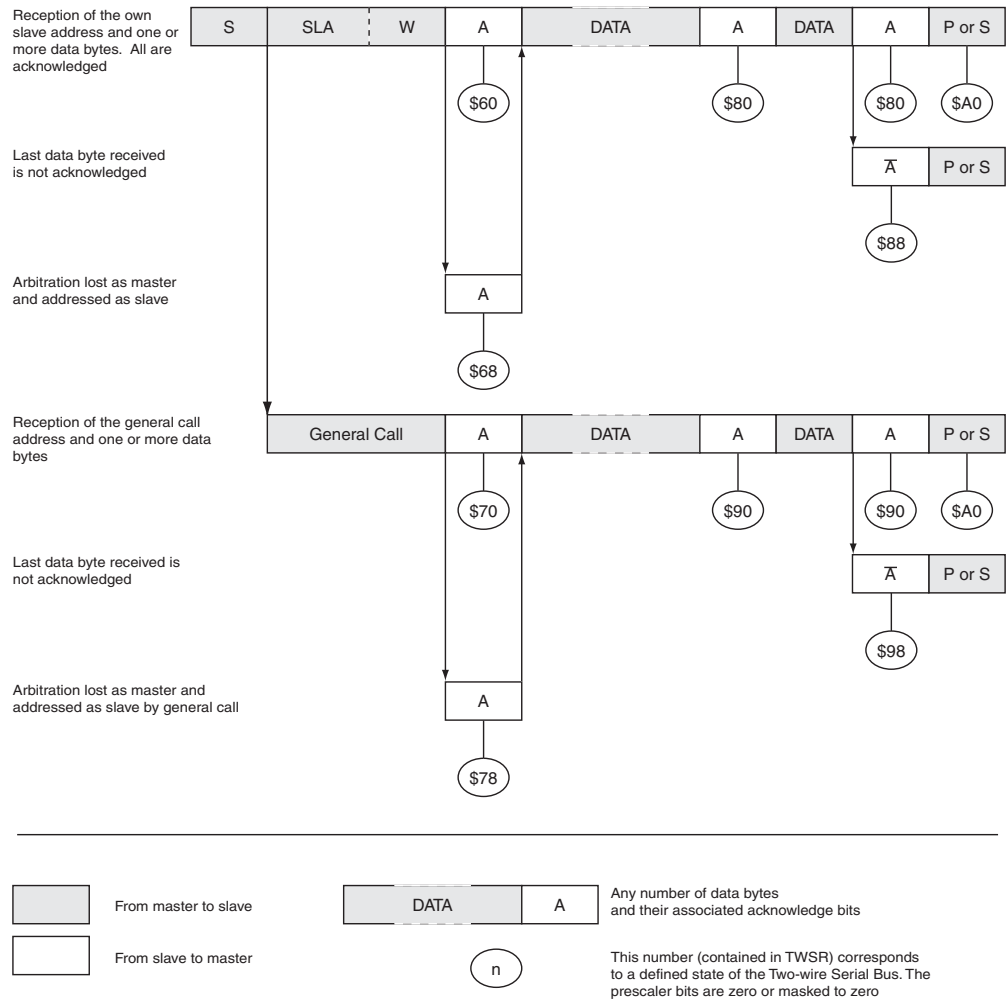 Reception of the own
slave address and one or
more data bytes. All are
acknowledged
S SLA W A DATA A DATA A P or S
$60 $80 $80 $A0
Last data byte received
is not acknowledged
A̅ P or S
$88
Arbitration lost as master
and addressed as slave
A
$68
Reception of the general call
address and one or more data
bytes
General Call A DATA A DATA A P or S
$70 $90 $90 $A0
Last data byte received is
not acknowledged
A̅ P or S
$98
Arbitration lost as master and
addressed as slave by general call
A
$78
From master to slave
DATA A
Any number of data bytes
and their associated acknowledge bits
From slave to master
n
This number (contained in TWSR) corresponds
to a defined state of the Two-wire Serial Bus. The
prescaler bits are zero or masked to zero